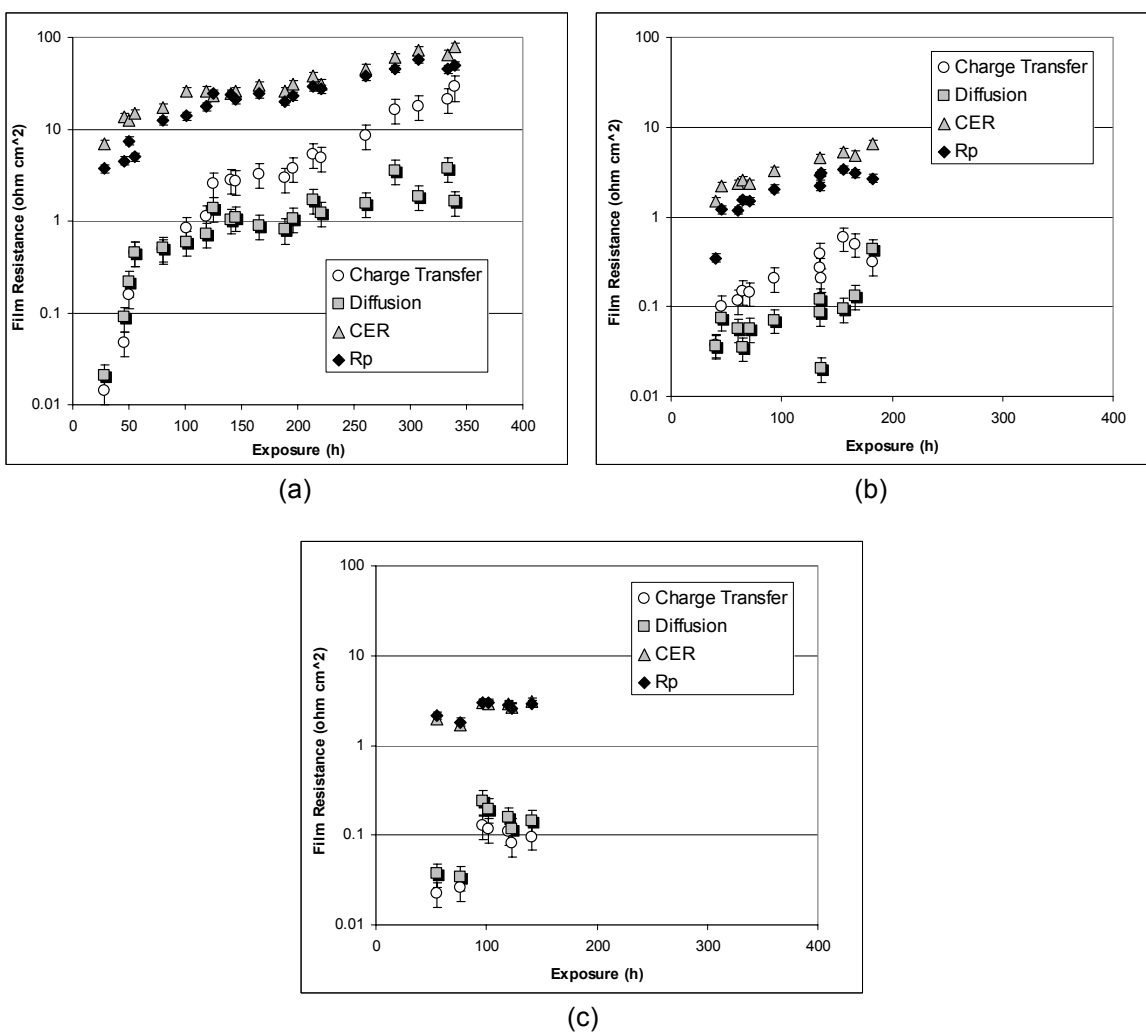 100
10
1
0.1
0.01
Film Resistance (ohm cm^2)
0 50 100 150 200 250 300 350 400
Exposure (h)
Charge Transfer
Diffusion
CER
Rp
(a)
100
10
1
0.1
0.01
Film Resistance (ohm cm^2)
0 100 200 300 400
Exposure (h)
Charge Transfer
Diffusion
CER
Rp
(b)
100
10
1
0.1
0.01
Film Resistance (ohm cm^2)
0 100 200 300 400
Exposure (h)
Charge Transfer
Diffusion
CER
Rp
(c)